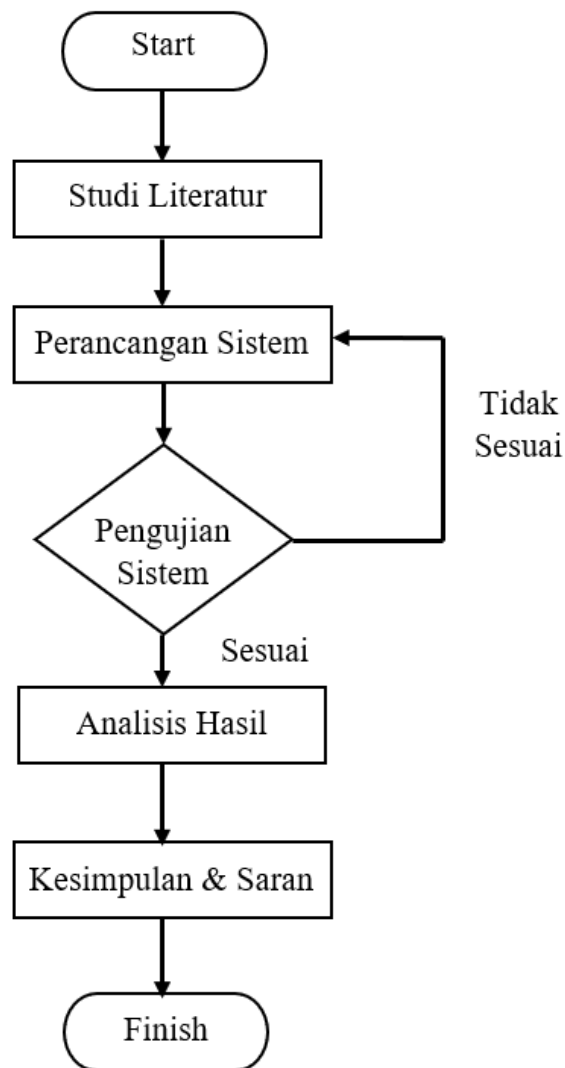 Start
Studi Literatur
Perancangan Sistem
Tidak
Sesuai
Pengujian
Sistem
Sesuai
Analisis Hasil
Kesimpulan & Saran
Finish